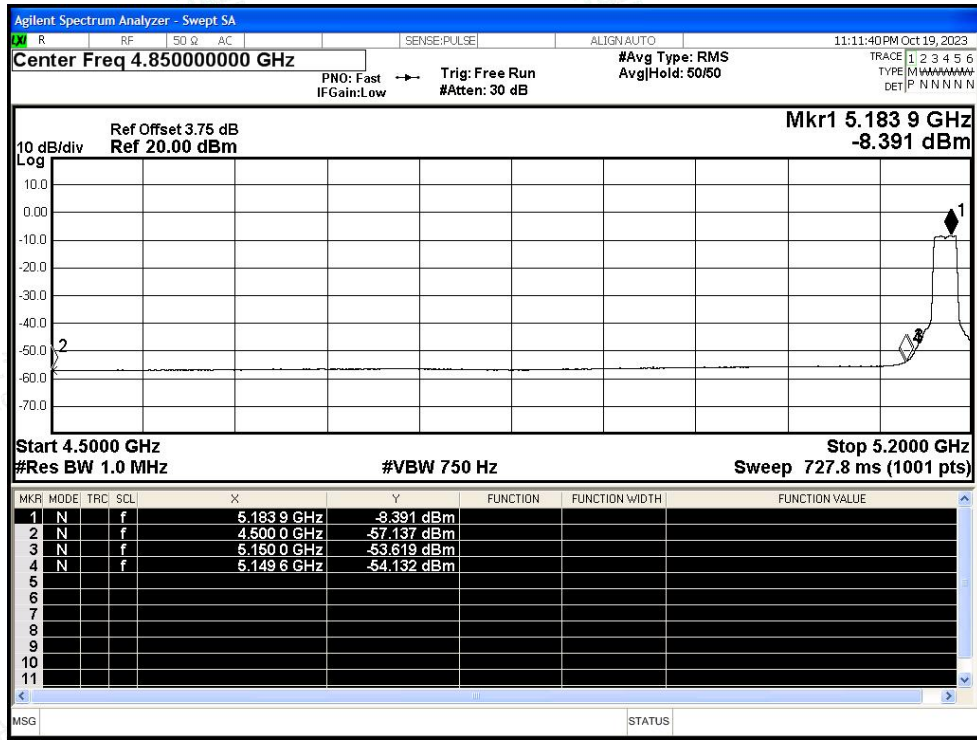 Agilent Spectrum Analyzer - Swept SA
LXI R RF 50 Ω AC SENSE:PULSE ALIGN AUTO 11:11:40 PM Oct 19, 2023
Center Freq 4.850000000 GHz #Avg Type: RMS TRACE 1 2 3 4 5 6
PNO: Fast Trig: Free Run Avg|Hold: 50/50 TYPE M
IFGain:Low #Atten: 30 dB DET P N N N N N
Mkr1 5.183 9 GHz
Ref Offset 3.75 dB
10 dB/div Ref 20.00 dBm -8.391 dBm
Log
10.0
0.00
1
-10.0
-20.0
-30.0
-40.0
-50.0
2
-60.0
-70.0
Start 4.5000 GHz Stop 5.2000 GHz
#Res BW 1.0 MHz #VBW 750 Hz Sweep 727.8 ms (1001 pts)
MKR MODE TRC SCL X Y FUNCTION FUNCTION WIDTH FUNCTION VALUE
1 N f 5.183 9 GHz -8.391 dBm
2 N f 4.500 0 GHz -57.137 dBm
3 N f 5.150 0 GHz -53.619 dBm
4 N f 5.149 6 GHz -54.132 dBm
5
6
7
8
9
10
11
MSG STATUS